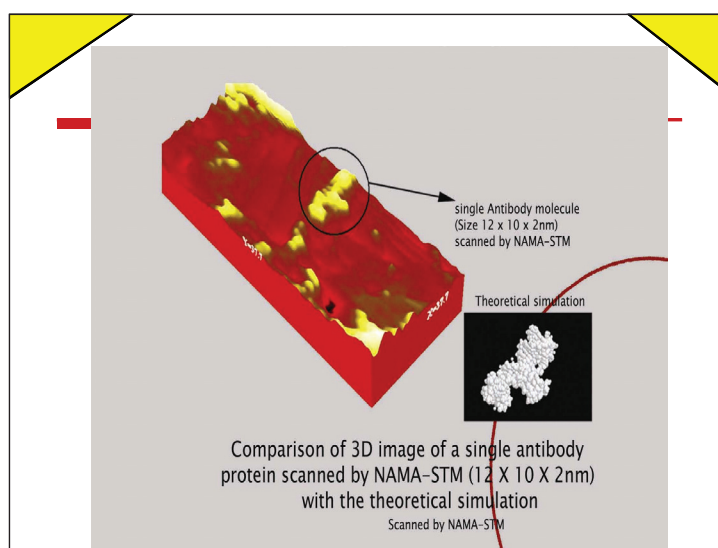 single Antibody molecule
(Size 12 x 10 x 2nm)
scanned by NAMA-STM
Theoretical simulation
Comparison of 3D image of a single antibody
protein scanned by NAMA-STM (12 X 10 X 2nm)
with the theoretical simulation
Scanned by NAMA-STM